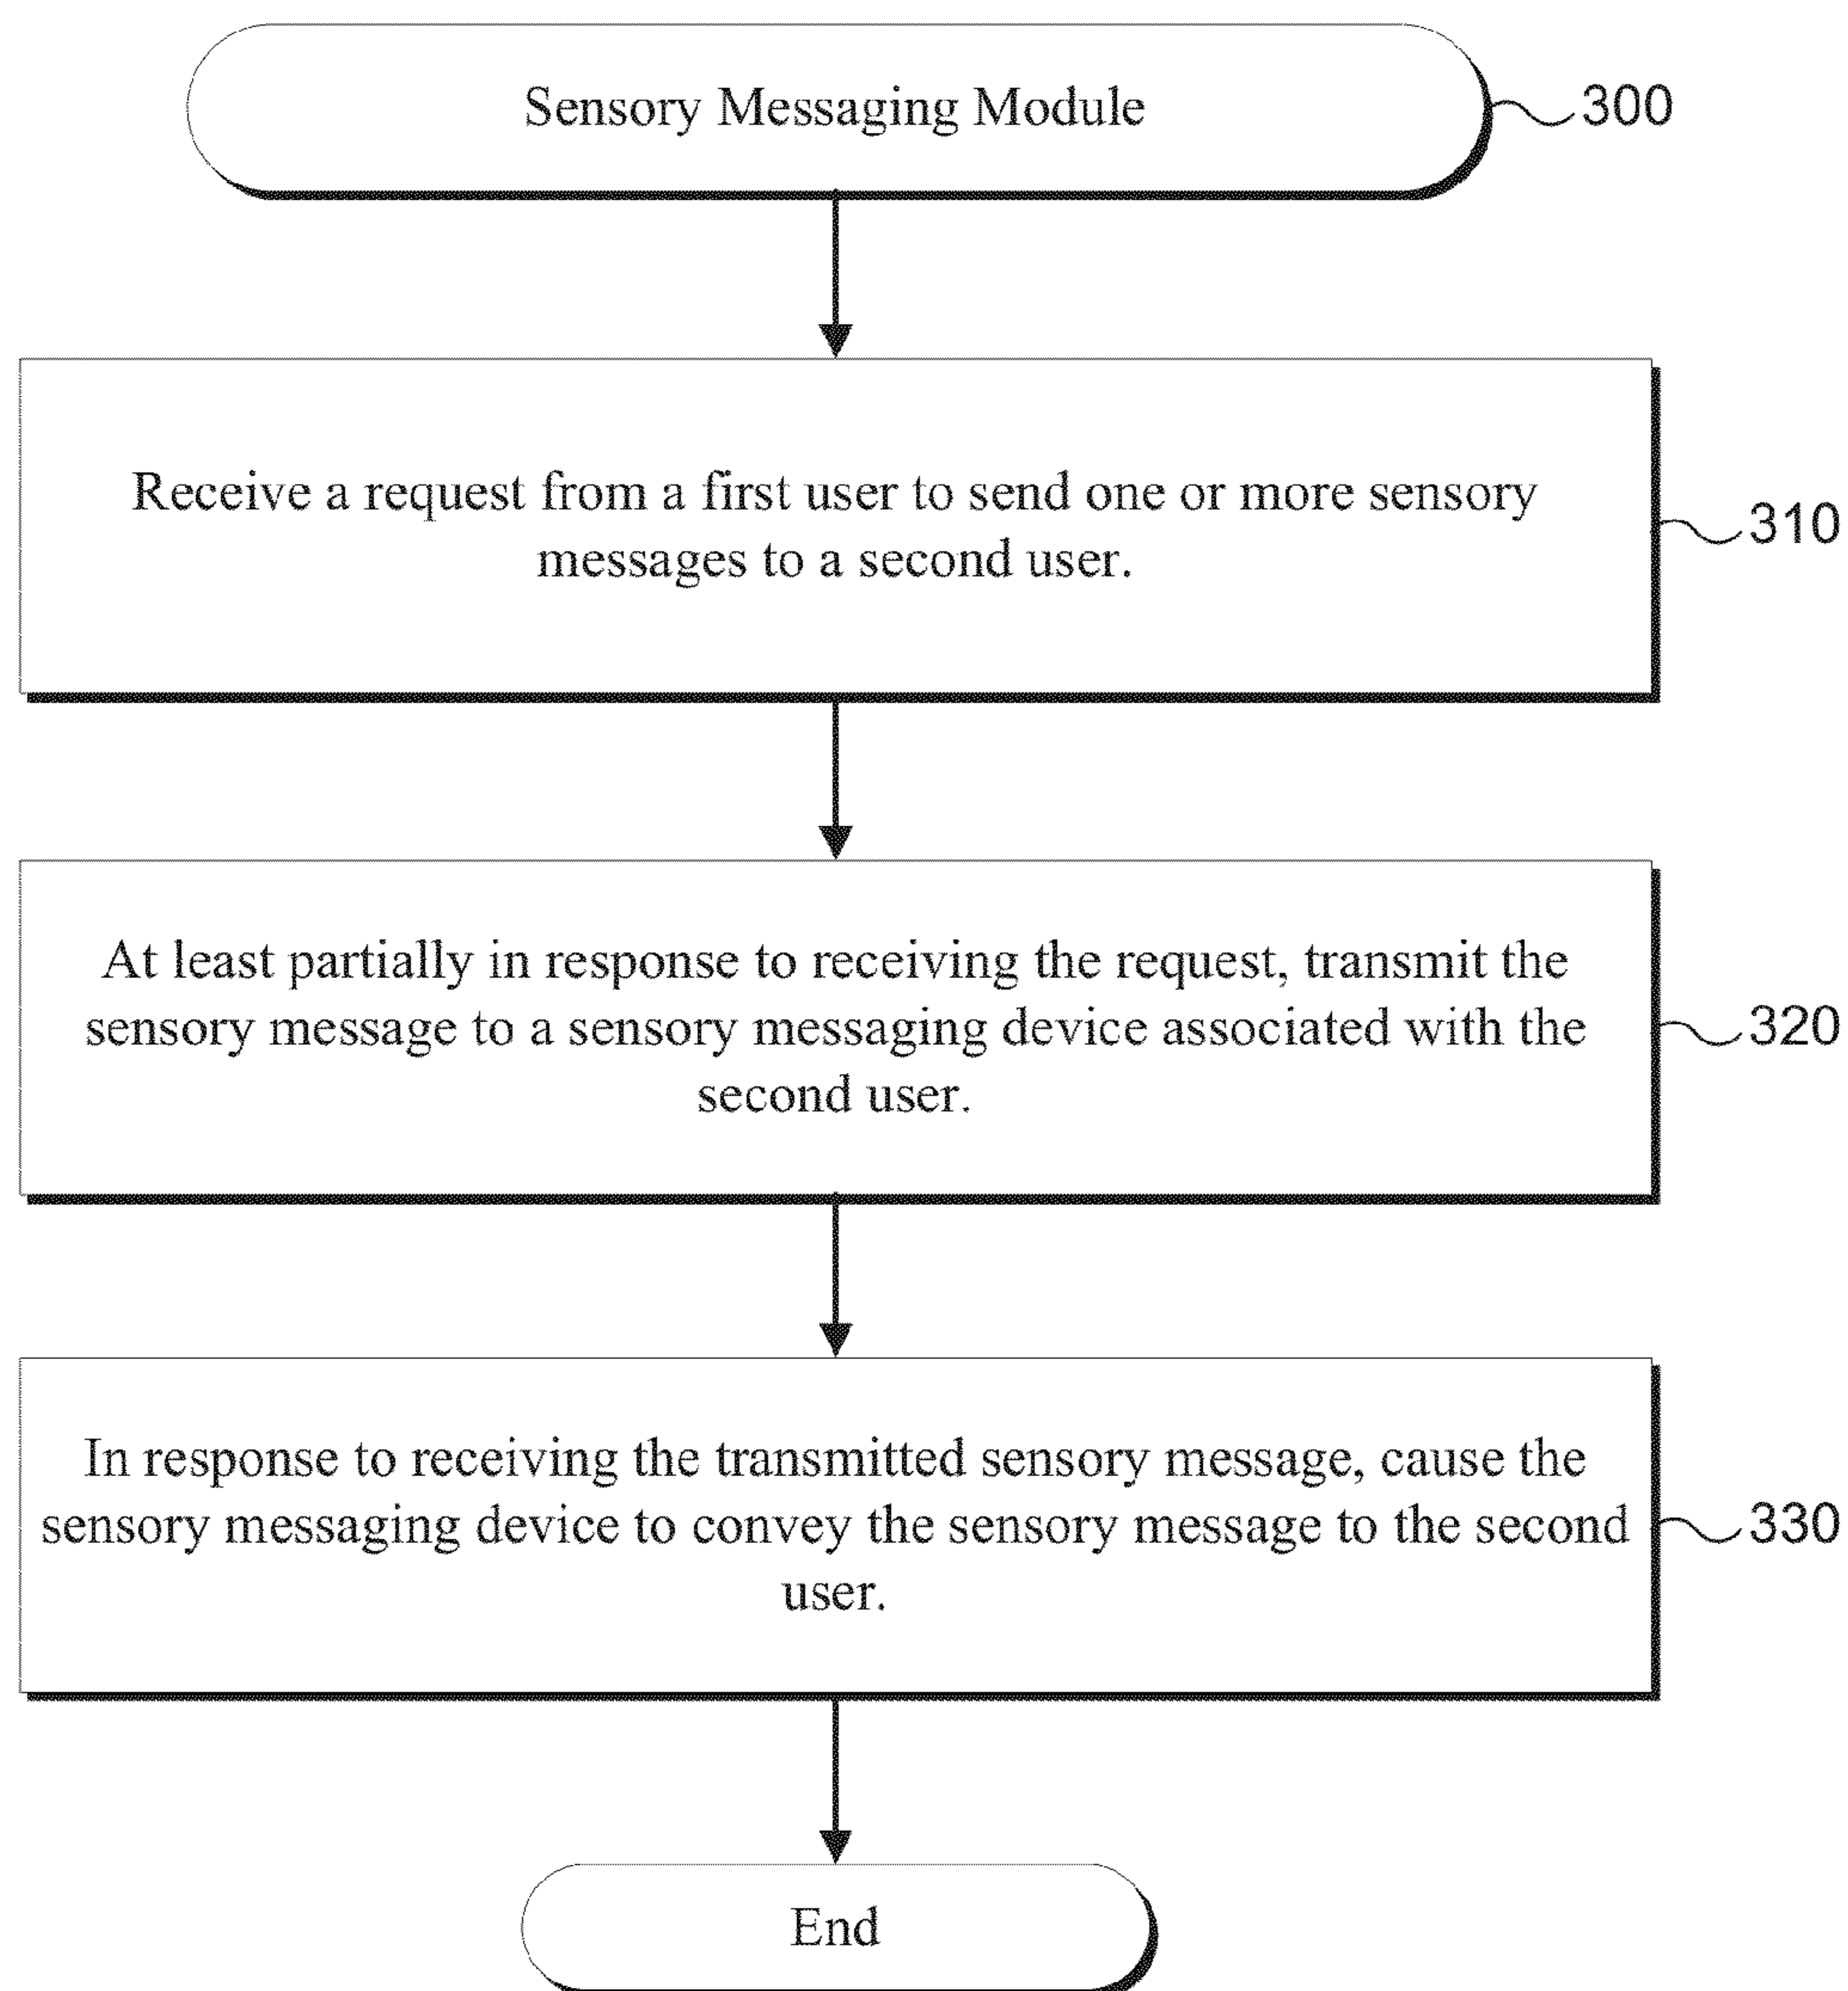 Sensory Messaging Module
300
Receive a request from a first user to send one or more sensory
messages to a second user.
310
At least partially in response to receiving the request, transmit the
sensory message to a sensory messaging device associated with the
second user.
320
In response to receiving the transmitted sensory message, cause the
sensory messaging device to convey the sensory message to the second
user.
330
End